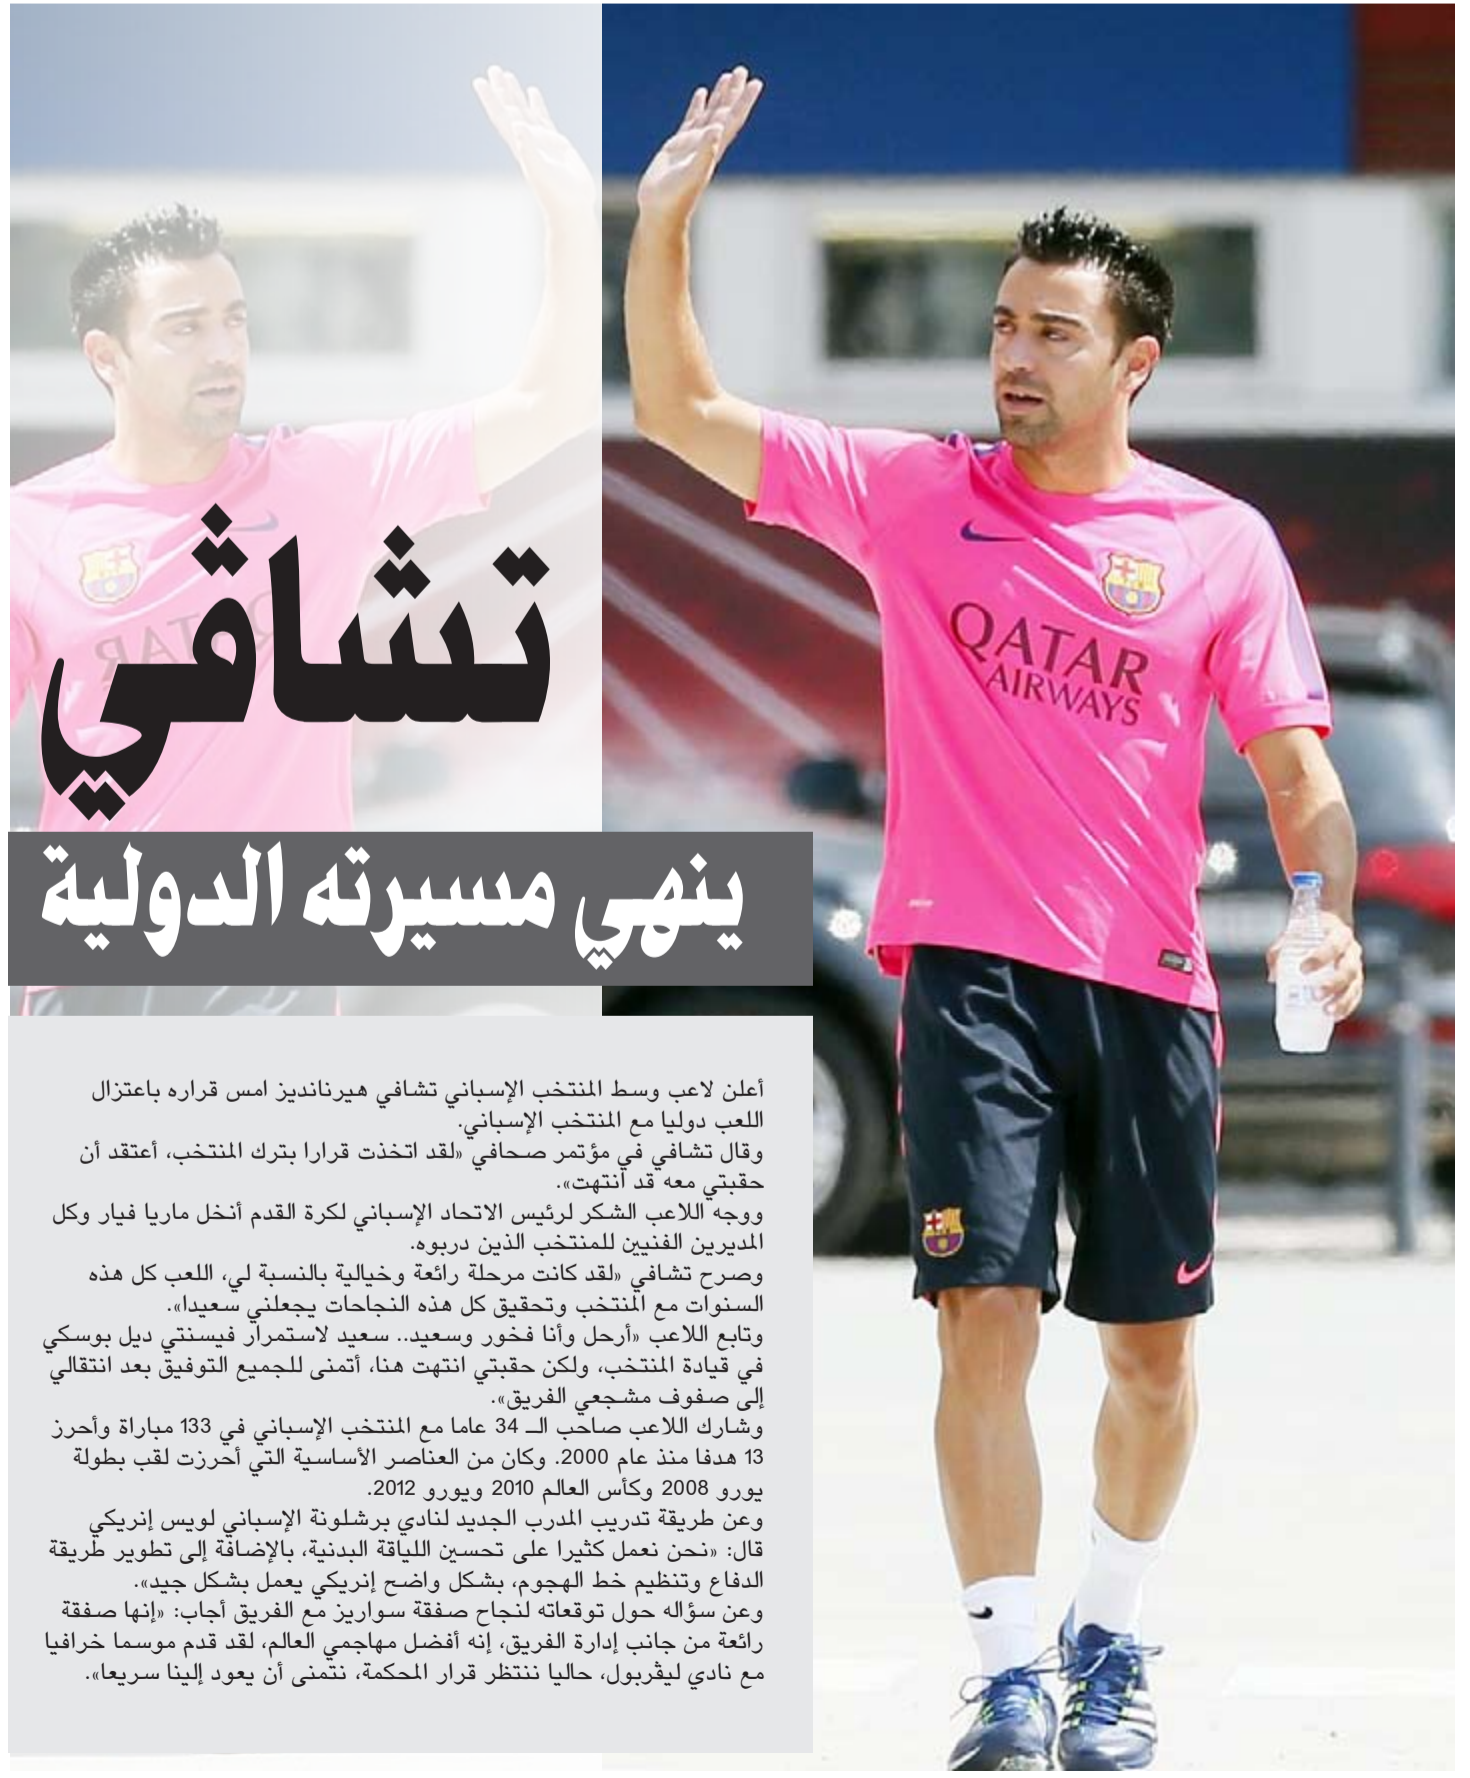 تشاڤي
ينهي مسيرته الدولية
QATAR
AIRWAYS
أعلن لاعب وسط المنتخب الإسباني تشافي هيرنانديز امس قراره باعتزال
اللعب دوليا مع المنتخب الإسباني.
وقال تشافي في مؤتمر صحافي «لقد اتخذت قرارا بترك المنتخب، أعتقد أن
حقبتي معه قد انتهت».
ووجه اللاعب الشكر لرئيس الاتحاد الإسباني لكرة القدم أنخل ماريا فيار وكل
المديرين الفنيين للمنتخب الذين دربوه.
وصرح تشافي «لقد كانت مرحلة رائعة وخيالية بالنسبة لي، اللعب كل هذه
السنوات مع المنتخب وتحقيق كل هذه النجاحات يجعلني سعيدا».
وتابع اللاعب «أرحل وأنا فخور وسعيد.. سعيد لاستمرار فيسنتي ديل بوسكي
في قيادة المنتخب، ولكن حقبتي انتهت هنا، أتمنى للجميع التوفيق بعد انتقالي
إلى صفوف مشجعي الفريق».
وشارك اللاعب صاحب الـ 34 عاما مع المنتخب الإسباني في 133 مباراة وأحرز
13 هدفا منذ عام 2000. وكان من العناصر الأساسية التي أحرزت لقب بطولة
يورو 2008 وكأس العالم 2010 ويورو 2012.
وعن طريقة تدريب المدرب الجديد لنادي برشلونة الإسباني لويس إنريكي
قال: «نحن نعمل كثيرا على تحسين اللياقة البدنية، بالإضافة إلى تطوير طريقة
الدفاع وتنظيم خط الهجوم، بشكل واضح إنريكي يعمل بشكل جيد».
وعن سؤاله حول توقعاته لنجاح صفقة سواريز مع الفريق أجاب: «إنها صفقة
رائعة من جانب إدارة الفريق، إنه أفضل مهاجمي العالم، لقد قدم موسما خرافيا
مع نادي ليڤربول، حاليا ننتظر قرار المحكمة، نتمنى أن يعود إلينا سريعا».